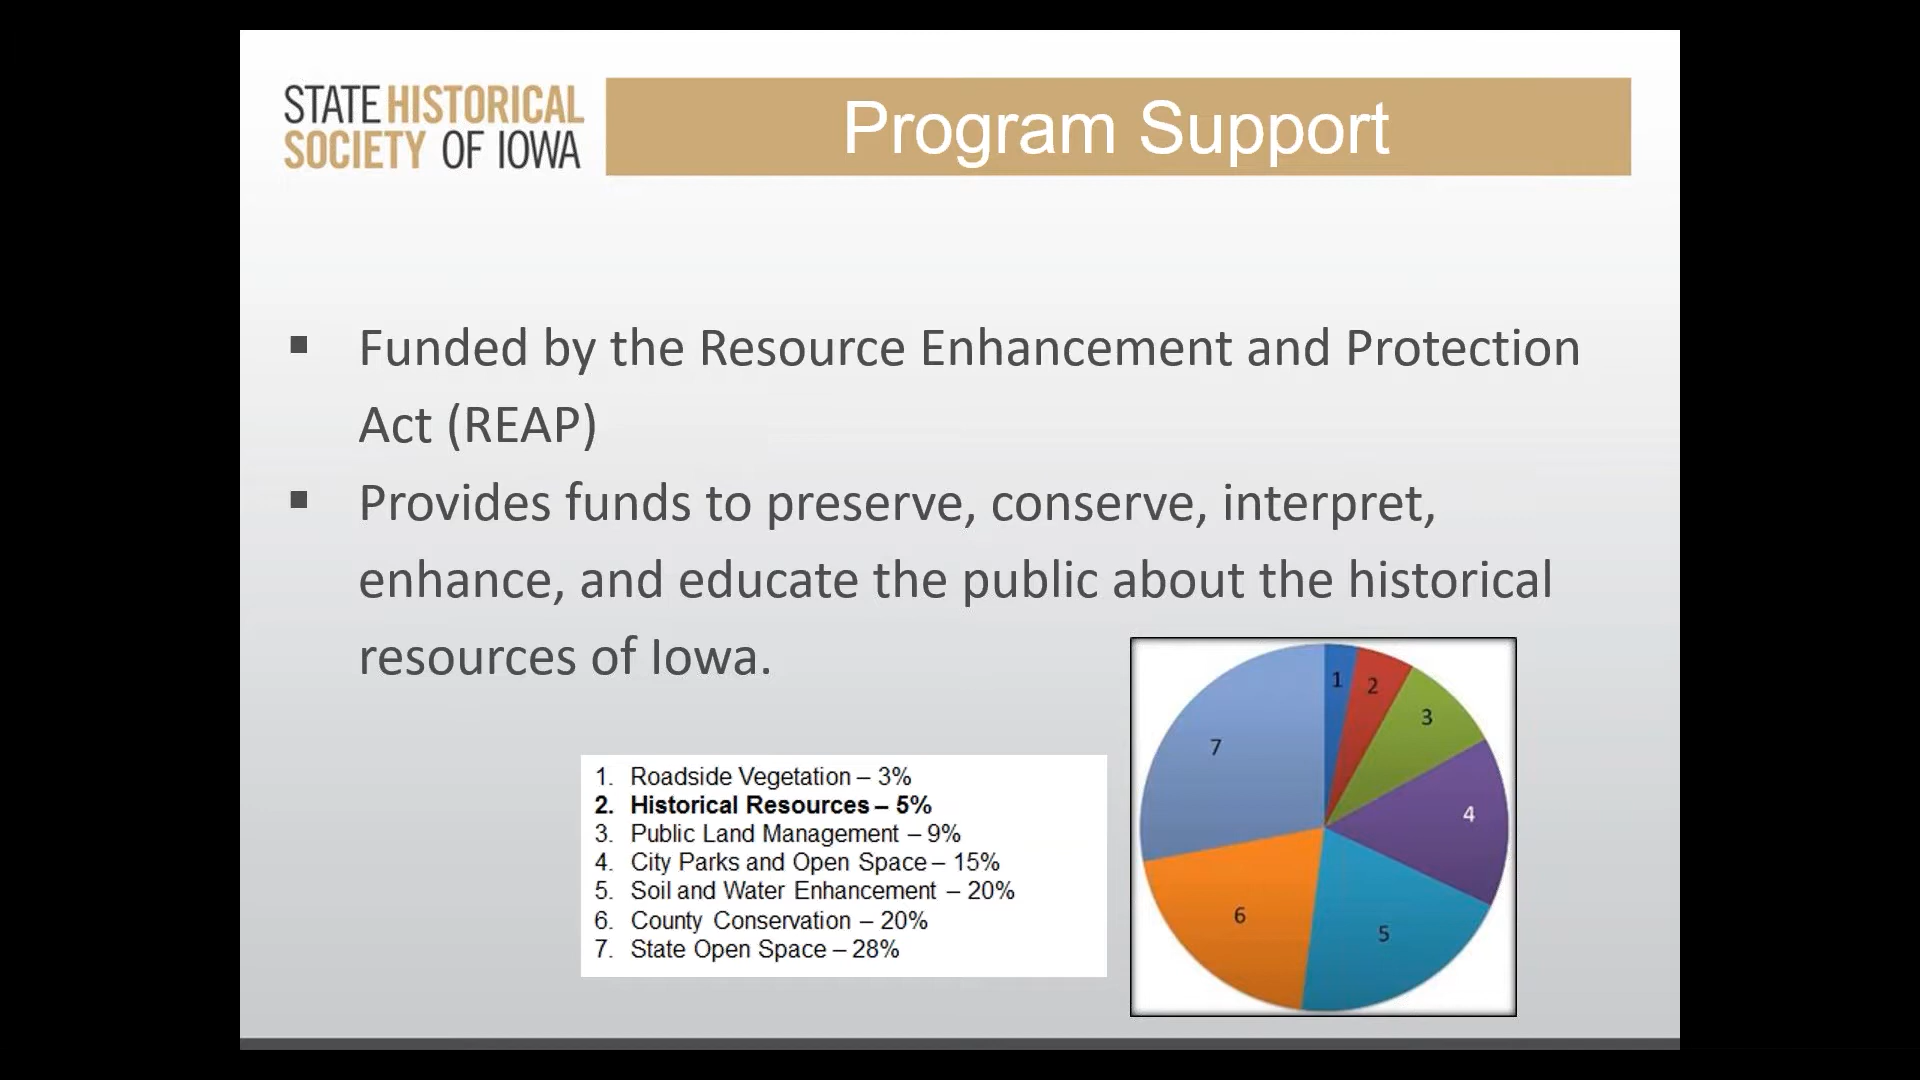 STATE HISTORICAL
SOCIETY OF IOWA
Program Support
▪ Funded by the Resource Enhancement and Protection
Act (REAP)
▪ Provides funds to preserve, conserve, interpret,
enhance, and educate the public about the historical
resources of Iowa.
1. Roadside Vegetation – 3%
2. Historical Resources – 5%
3. Public Land Management – 9%
4. City Parks and Open Space – 15%
5. Soil and Water Enhancement – 20%
6. County Conservation – 20%
7. State Open Space – 28%
1
2
3
4
5
6
7